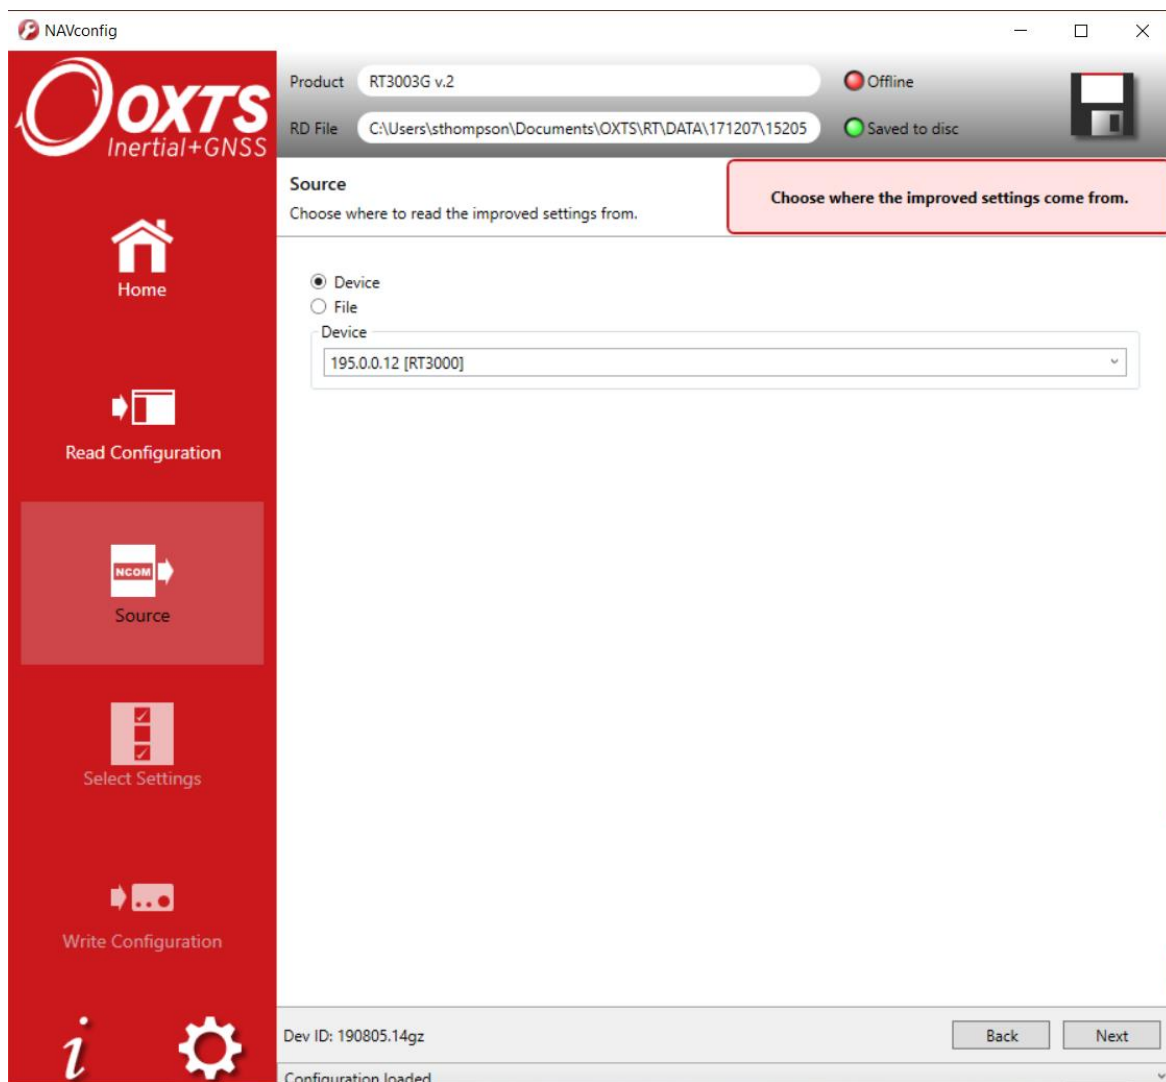 NAVconfig
OXTS
Inertial+GNSS
Product RT3003G v.2 Offline
RD File C:\Users\sthompson\Documents\OXTS\RT\DATA\171207\15205 Saved to disc
Source
Choose where to read the improved settings from.
Choose where the improved settings come from.
Home
Read Configuration
NCOM
Source
Select Settings
Write Configuration
Device
File
Device
195.0.0.12 [RT3000]
i
Dev ID: 190805.14gz
Back Next
Configuration loaded